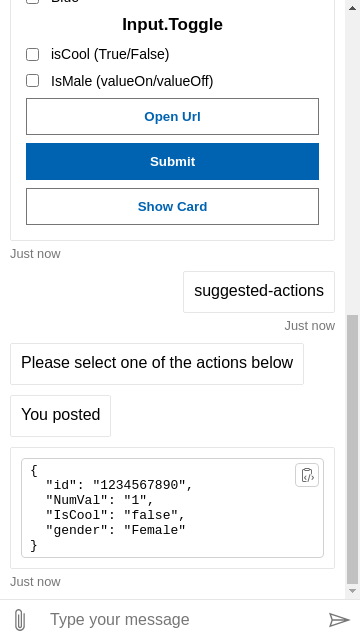 Input.Toggle
isCool (True/False)
IsMale (valueOn/valueOff)
Open Url
Submit
Show Card
Just now
suggested-actions
Just now
Please select one of the actions below
You posted
{
  "id": "1234567890",
  "NumVal": "1",
  "IsCool": "false",
  "gender": "Female"
}
Just now
Type your message